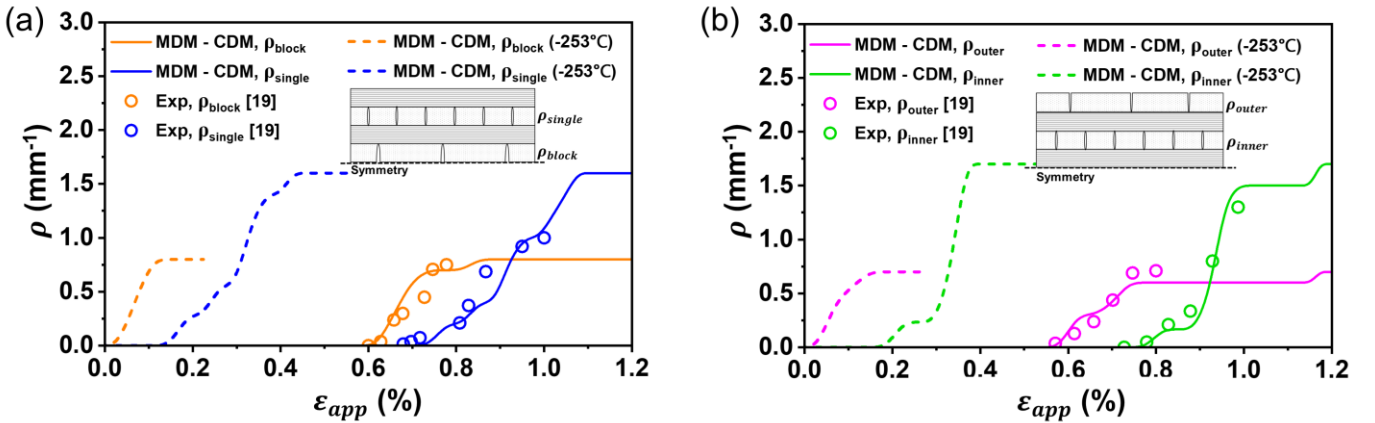 (a)
MDM - CDM, ρblock
MDM - CDM, ρblock (-253℃)
MDM - CDM, ρsingle
MDM - CDM, ρsingle (-253℃)
Exp, ρblock [19]
Exp, ρsingle [19]
ρsingle
ρblock
Symmetry
3.0
2.5
2.0
1.5
1.0
0.5
0.0
ρ (mm-1)
0.0 0.2 0.4 0.6 0.8 1.0 1.2
εapp (%)
(b)
MDM - CDM, ρouter
MDM - CDM, ρouter (-253℃)
MDM - CDM, ρinner
MDM - CDM, ρinner (-253℃)
Exp, ρouter [19]
Exp, ρinner [19]
ρouter
ρinner
Symmetry
3.0
2.5
2.0
1.5
1.0
0.5
0.0
ρ (mm-1)
0.0 0.2 0.4 0.6 0.8 1.0 1.2
εapp (%)